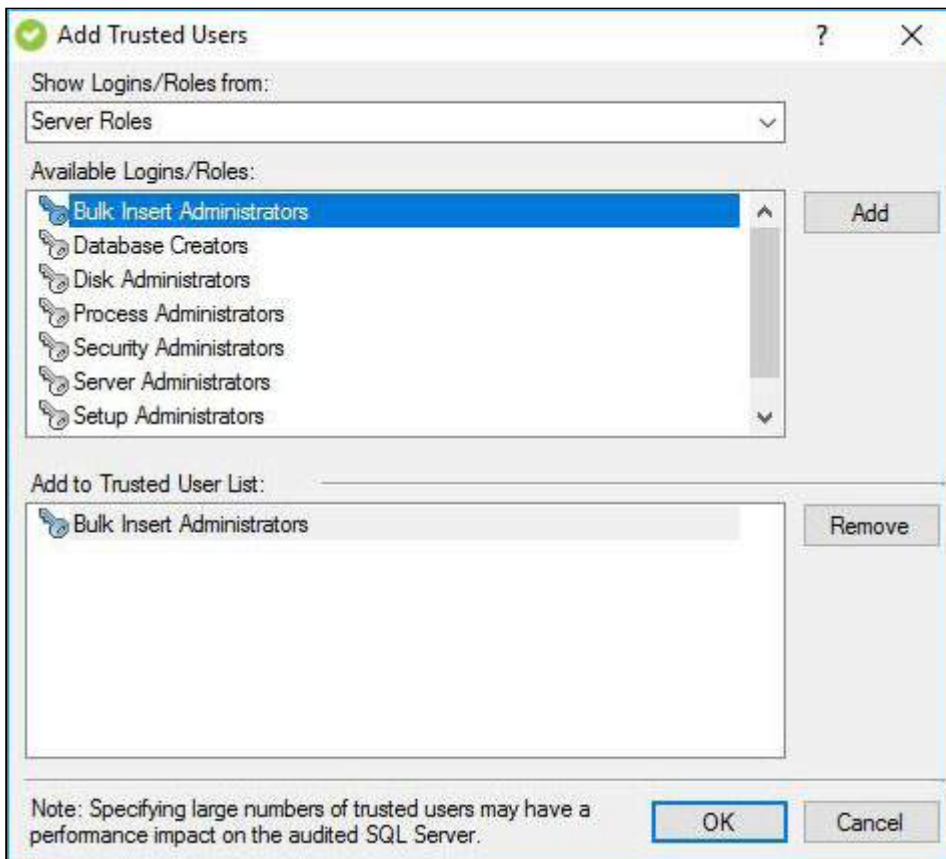 Add Trusted Users
?
Show Logins/Roles from:
Server Roles
Available Logins/Roles:
Bulk Insert Administrators
Add
Database Creators
Disk Administrators
Process Administrators
Security Administrators
Server Administrators
Setup Administrators
Add to Trusted User List:
Bulk Insert Administrators
Remove
Note: Specifying large numbers of trusted users may have a
performance impact on the audited SQL Server.
OK
Cancel